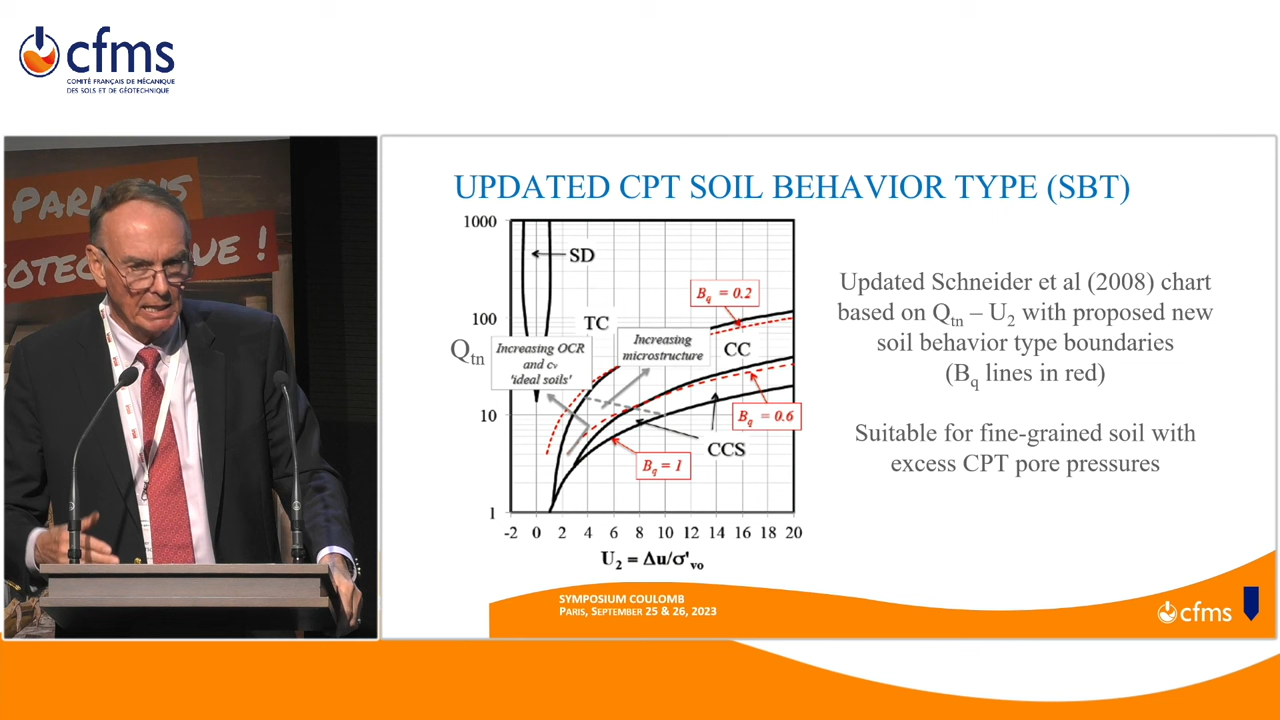 cfms
COMITÉ FRANÇAIS DE MÉCANIQUE
DES SOLS ET DE GÉOTECHNIQUE
UPDATED CPT SOIL BEHAVIOR TYPE (SBT)
1000
100
10
1
Qtn
SD
TC
CC
CCS
Bq = 0.2
Increasing OCR
and cv
'ideal soils'
Increasing
microstructure
Bq = 0.6
Bq = 1
-2 0 2 4 6 8 10 12 14 16 18 20
U2 = Δu/σ'vo
Updated Schneider et al (2008) chart
based on Qtn – U2 with proposed new
soil behavior type boundaries
(Bq lines in red)
Suitable for fine-grained soil with
excess CPT pore pressures
SYMPOSIUM COULOMB
PARIS, SEPTEMBER 25 & 26, 2023
cfms